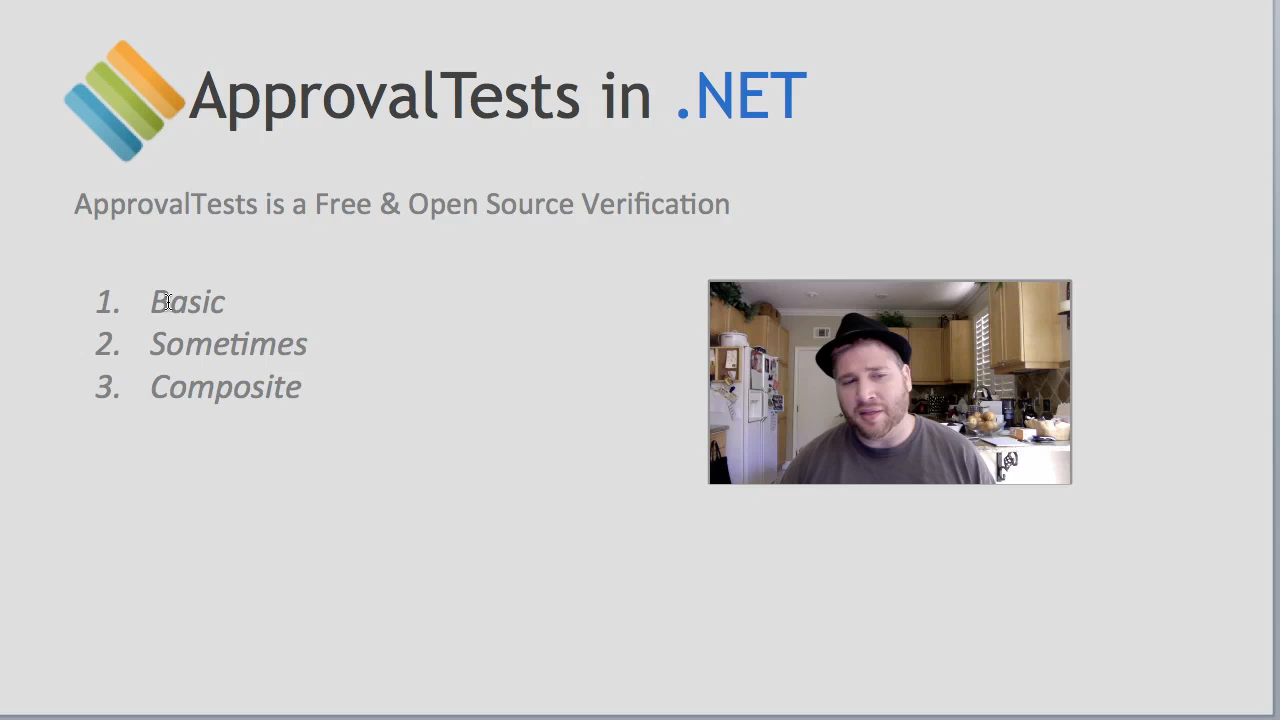 ApprovalTests in .NET
ApprovalTests is a Free & Open Source Verification
1. Basic
2. Sometimes
3. Composite